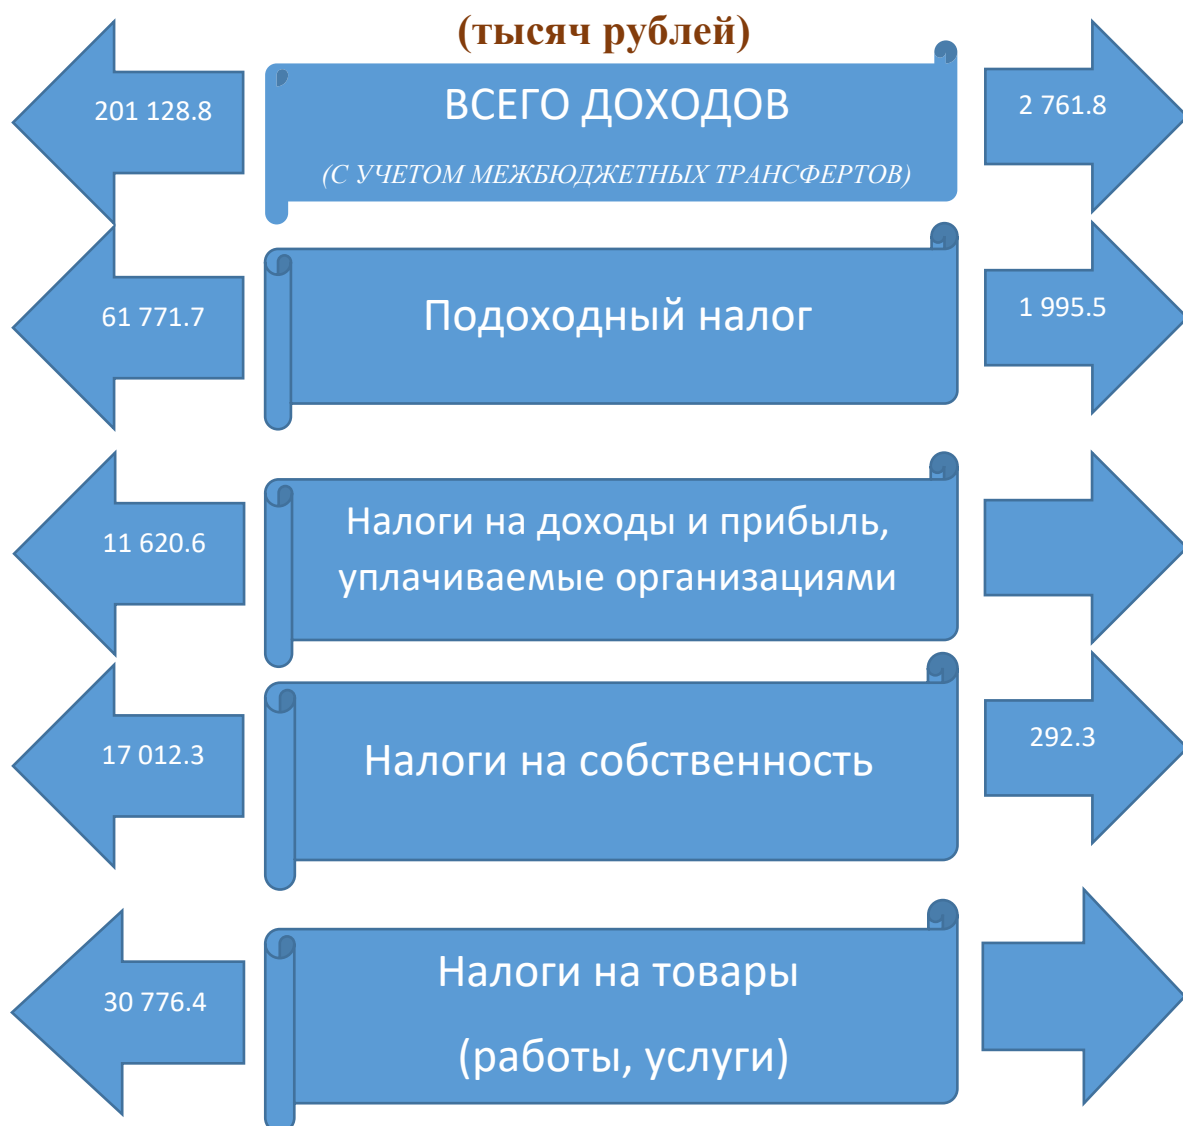 (тысяч рублей)
201 128.8
ВСЕГО ДОХОДОВ
(С УЧЕТОМ МЕЖБЮДЖЕТНЫХ ТРАНСФЕРТОВ)
2 761.8
61 771.7
Подоходный налог
1 995.5
11 620.6
Налоги на доходы и прибыль,
уплачиваемые организациями
17 012.3
Налоги на собственность
292.3
30 776.4
Налоги на товары
(работы, услуги)